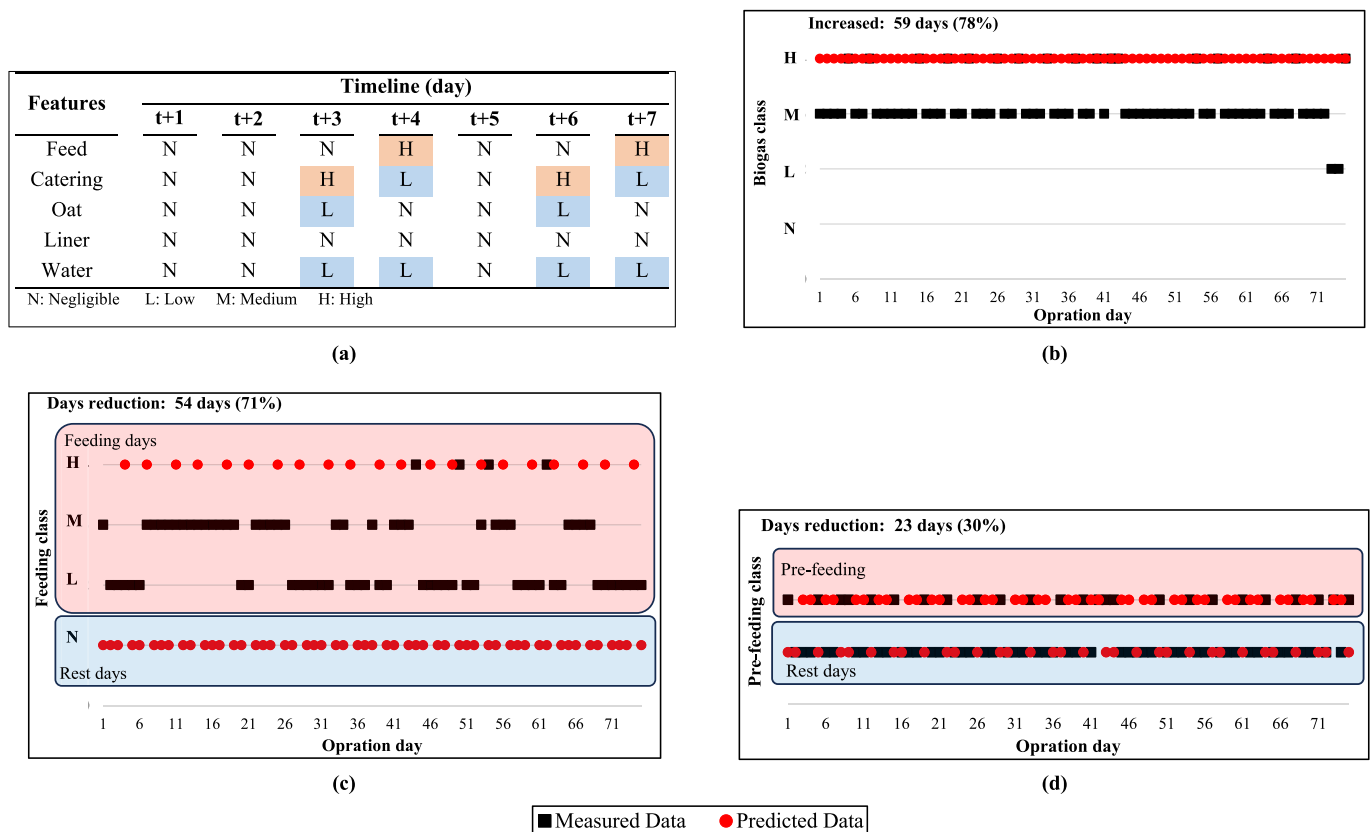 Features Timeline (day)
t+1 t+2 t+3 t+4 t+5 t+6 t+7
Feed N N N H N N H
Catering N N H L N H L
Oat N N L N N L N
Liner N N N N N N N
Water N N L L N L L
N: Negligible L: Low M: Medium H: High
(a)
Increased: 59 days (78%)
Biogas class
H
M
L
N
1 6 11 16 21 26 31 36 41 46 51 56 61 66 71
Opration day
(b)
Days reduction: 54 days (71%)
Feeding days
Feeding class
H
M
L
N
Rest days
1 6 11 16 21 26 31 36 41 46 51 56 61 66 71
Opration day
(c)
Days reduction: 23 days (30%)
Pre-feeding class
Pre-feeding
Rest days
1 6 11 16 21 26 31 36 41 46 51 56 61 66 71
Opration day
(d)
Measured Data Predicted Data